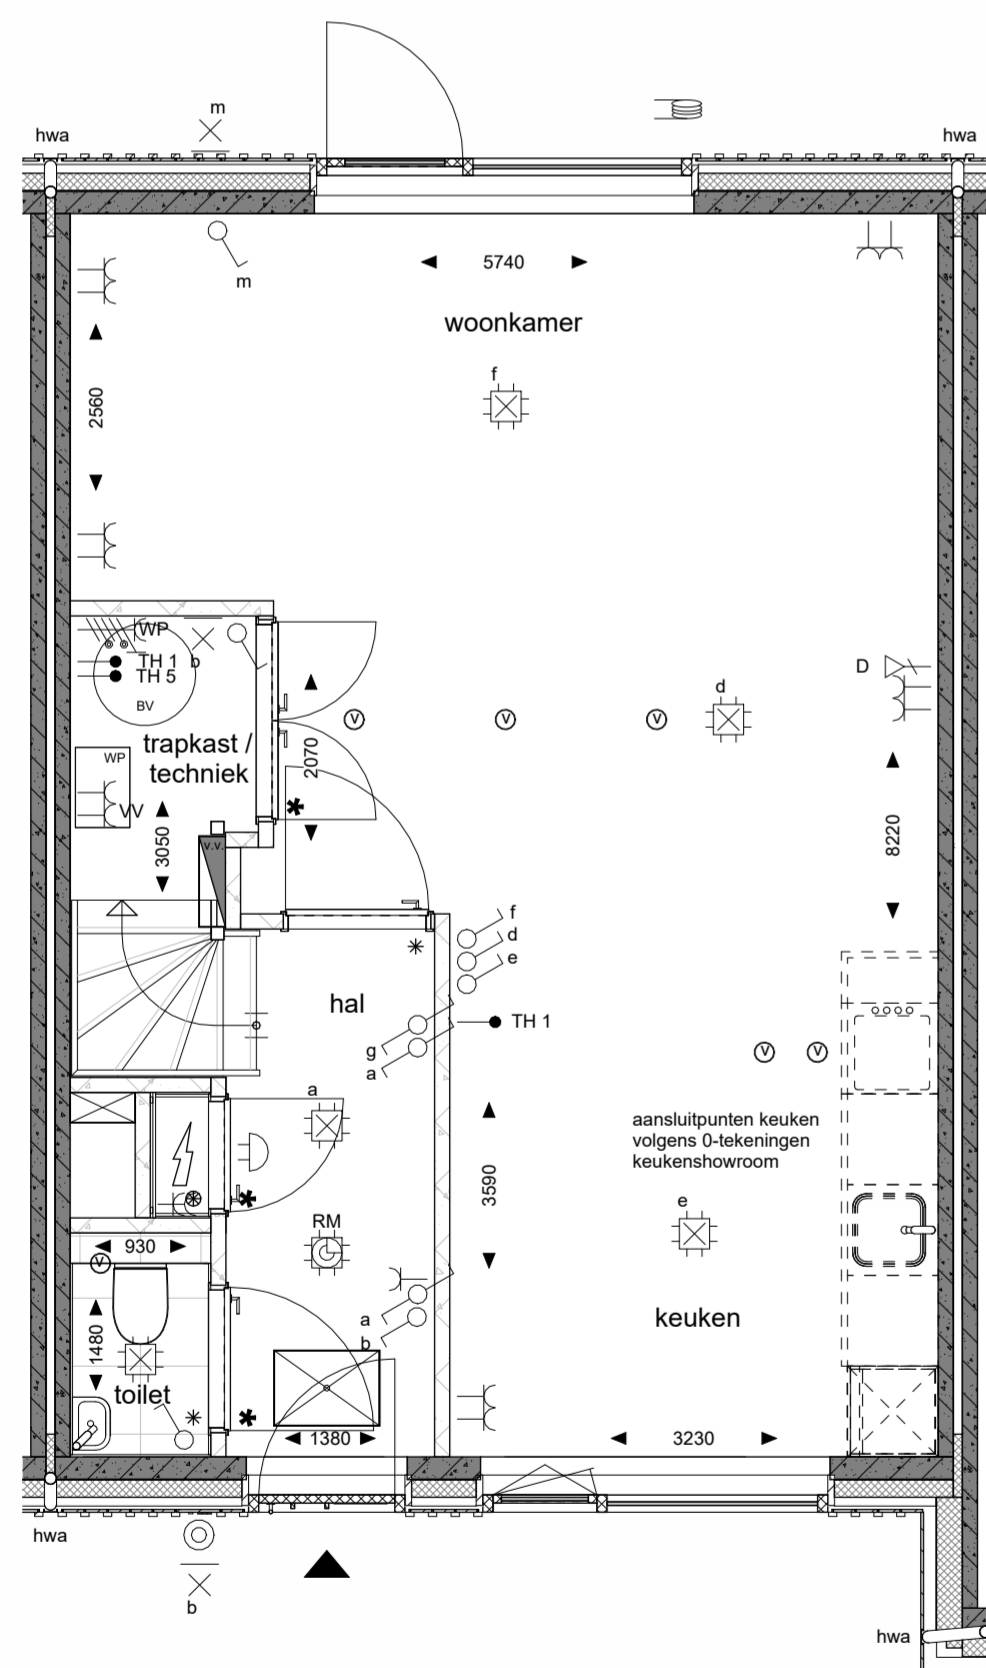 m
hwa
hwa
m
5740
woonkamer
f
2560
WP
TH 1
b
TH 5
BV
D
d
V
V
V
trapkast /
techniek
2070
WP
VV
3050
v.v.
8220
f
d
e
hal
TH 1
g
a
V
V
a
aansluitpunten keuken
volgens 0-tekeningen
keukenshowroom
3590
e
RM
930
V
a
b
keuken
1480
toilet
1380
3230
hwa
b
hwa